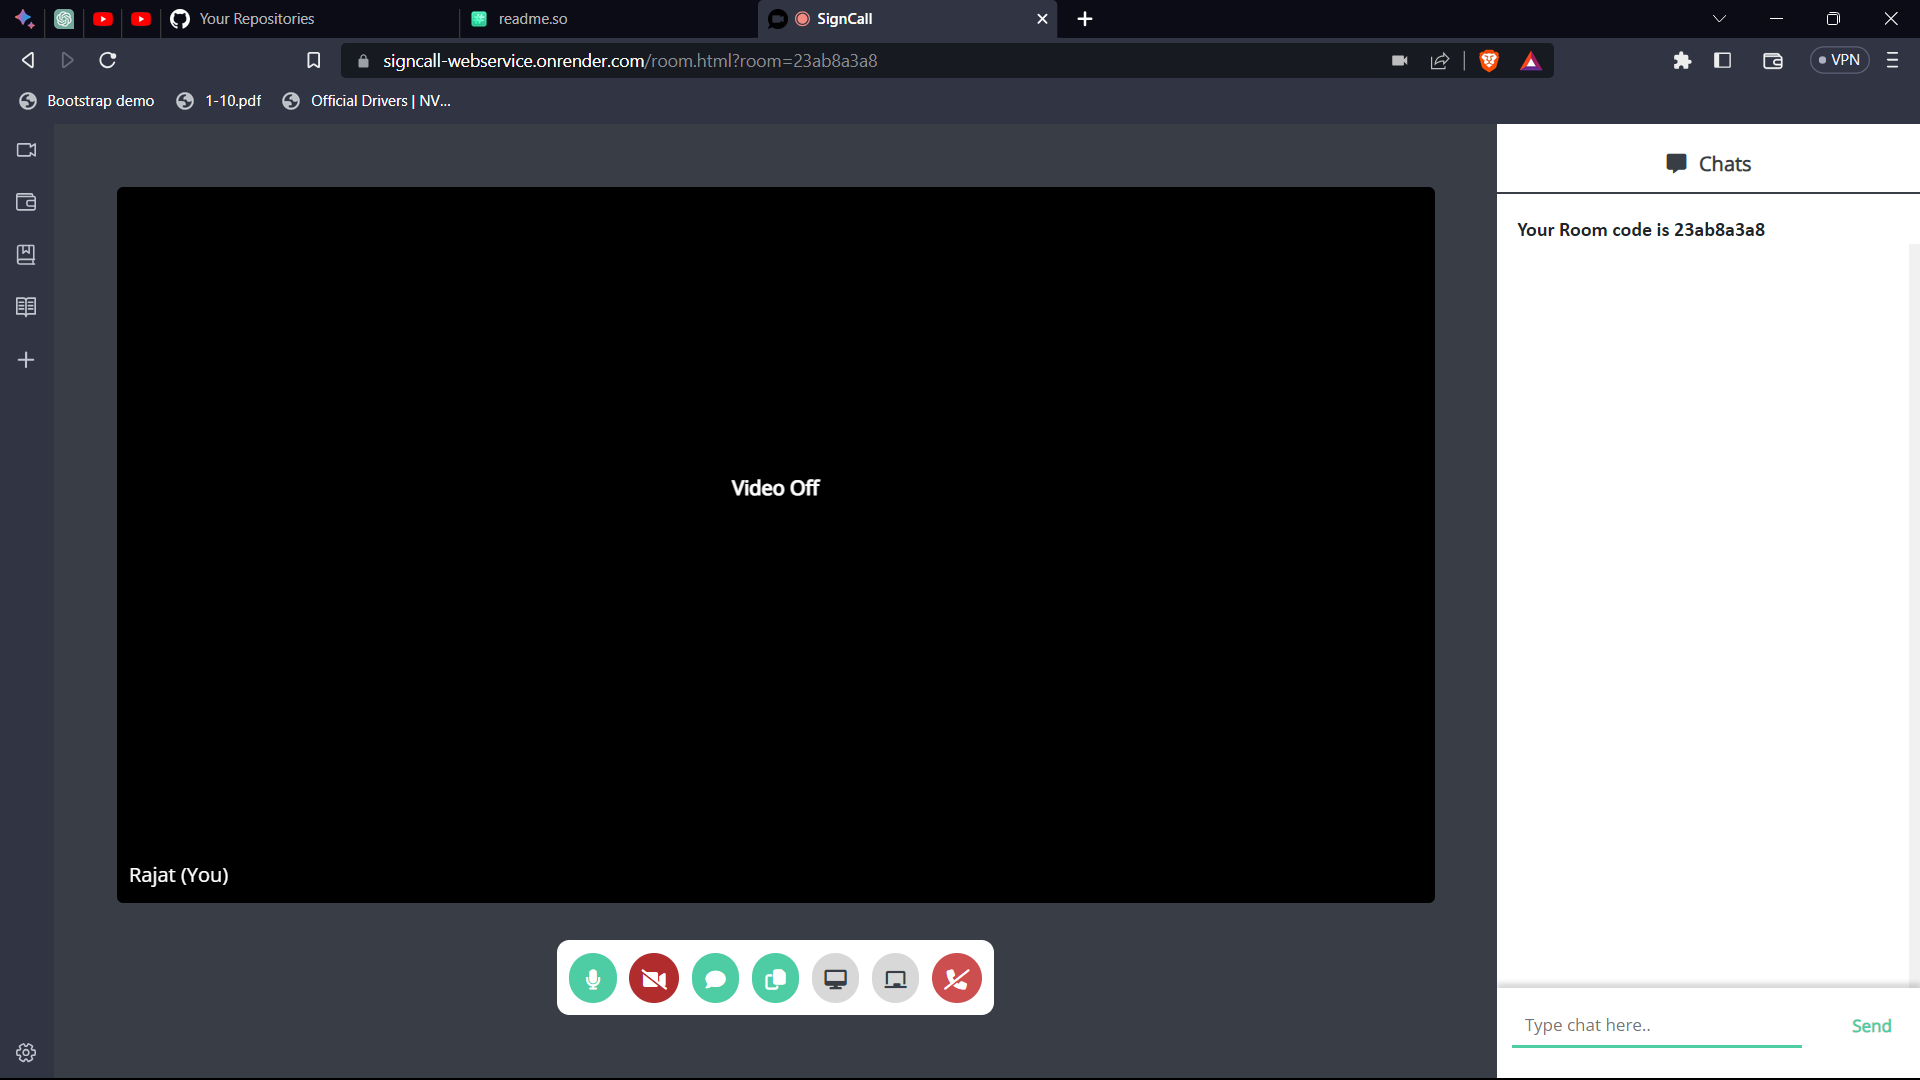 Your Repositories
readme.so
SignCall
signcall-webservice.onrender.com/room.html?room=23ab8a3a8
VPN
Bootstrap demo
1-10.pdf
Official Drivers | NV...
Chats
Your Room code is 23ab8a3a8
Video Off
Rajat (You)
Type chat here..
Send